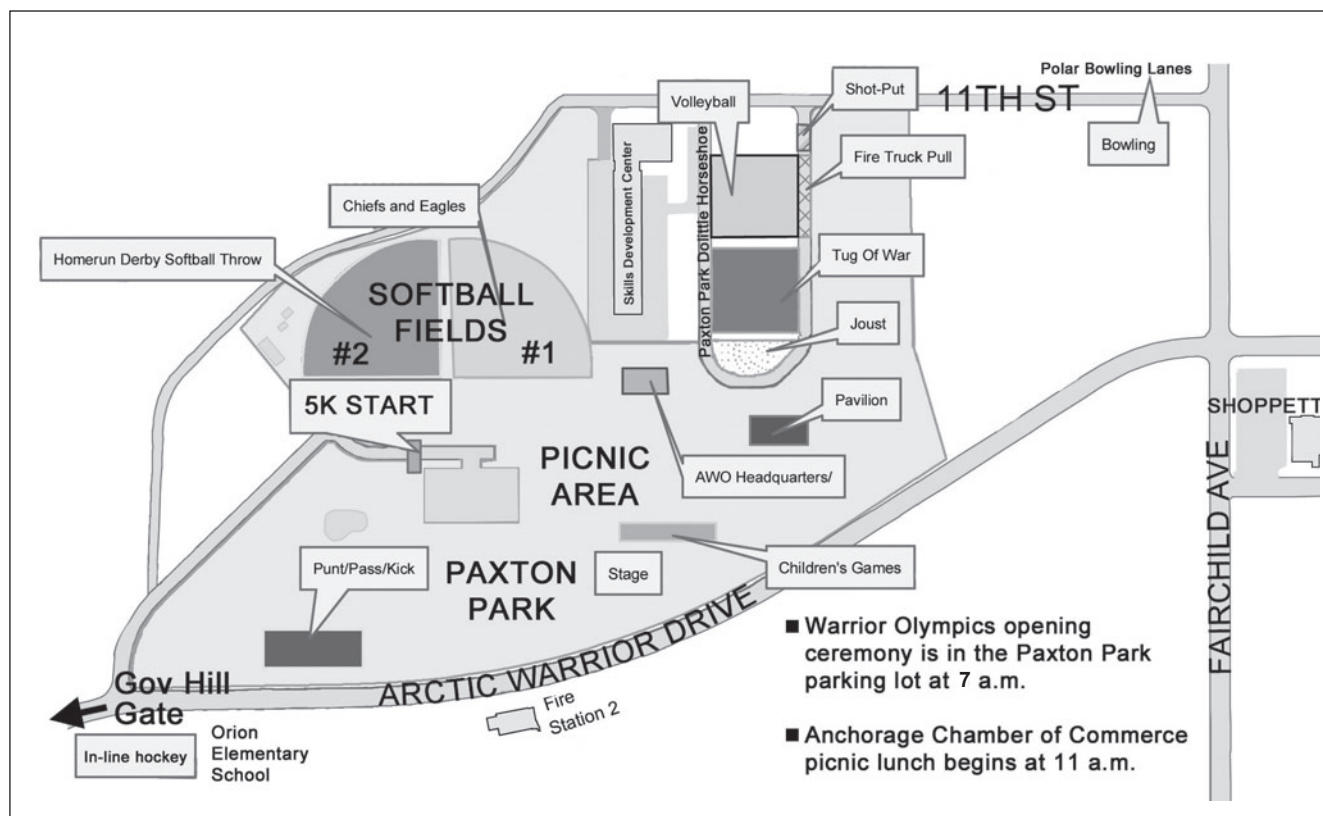 Polar Bowling Lanes
11TH ST
Shot-Put
Volleyball
Bowling
Fire Truck Pull
Skills Development Center
Paxton Park Dolittle Horseshoe
Chiefs and Eagles
Homerun Derby Softball Throw
Tug Of War
SOFTBALL
FIELDS
#2
#1
Joust
5K START
Pavilion
SHOPPETT
PICNIC
AREA
AWO Headquarters/
FAIRCHILD AVE
Punt/Pass/Kick
PAXTON
PARK
Stage
Children's Games
ARCTIC WARRIOR DRIVE
■ Warrior Olympics opening
ceremony is in the Paxton Park
parking lot at 7 a.m.
Gov Hill
Gate
Fire
Station 2
■ Anchorage Chamber of Commerce
picnic lunch begins at 11 a.m.
In-line hockey
Orion
Elementary
School